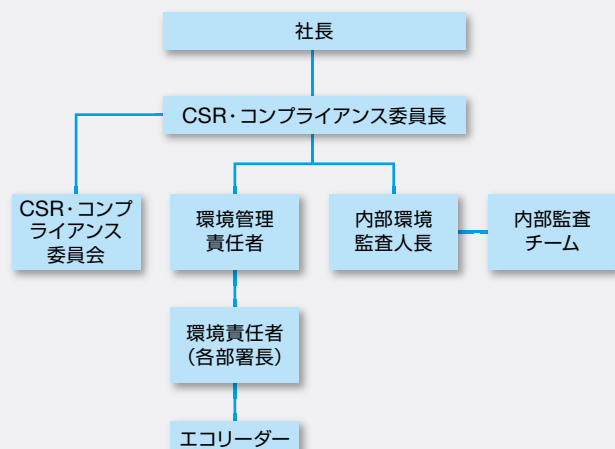 社長
CSR・コンプライアンス委員長
CSR・コンプ
ライアンス
委員会
環境管理
責任者
内部環境
監査人長
内部監査
チーム
環境責任者
（各部署長）
エコリーダー